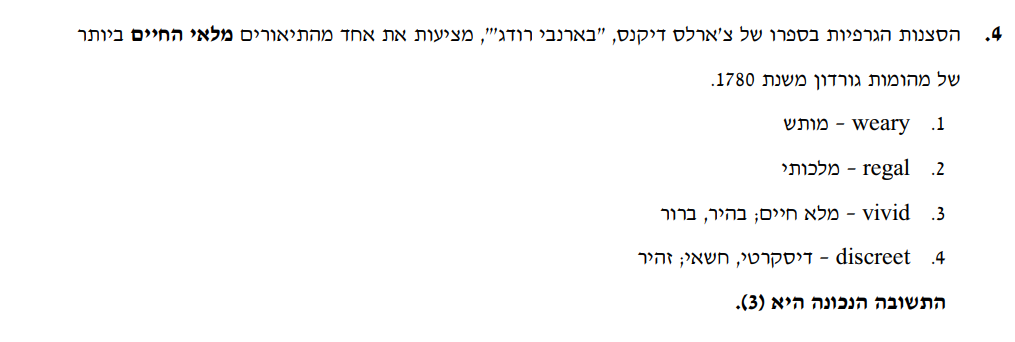 4. הסצנות הגרפיות בספרו של צ'ארלס דיקנס, "בארנבי רודג'", מציעות את אחד מהתיאורים מלאי החיים ביותר
של מהומות גורדון משנת 1780.
1. weary – מותש
2. regal – מלכותי
3. vivid – מלא חיים; בהיר, ברור
4. discreet – דיסקרטי, חשאי; זהיר
התשובה הנכונה היא (3).